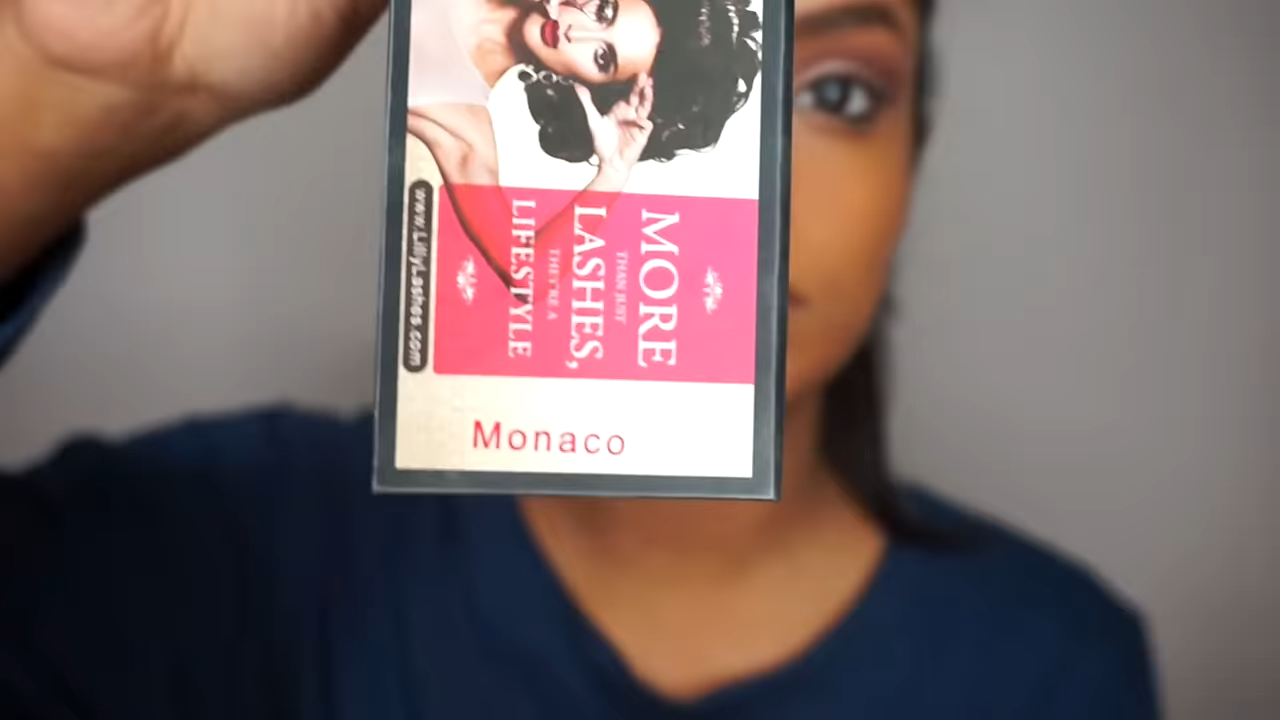 MORE
THAN JUST
LASHES,
THEY'RE A
LIFESTYLE
www.LillyLashes.com
Monaco